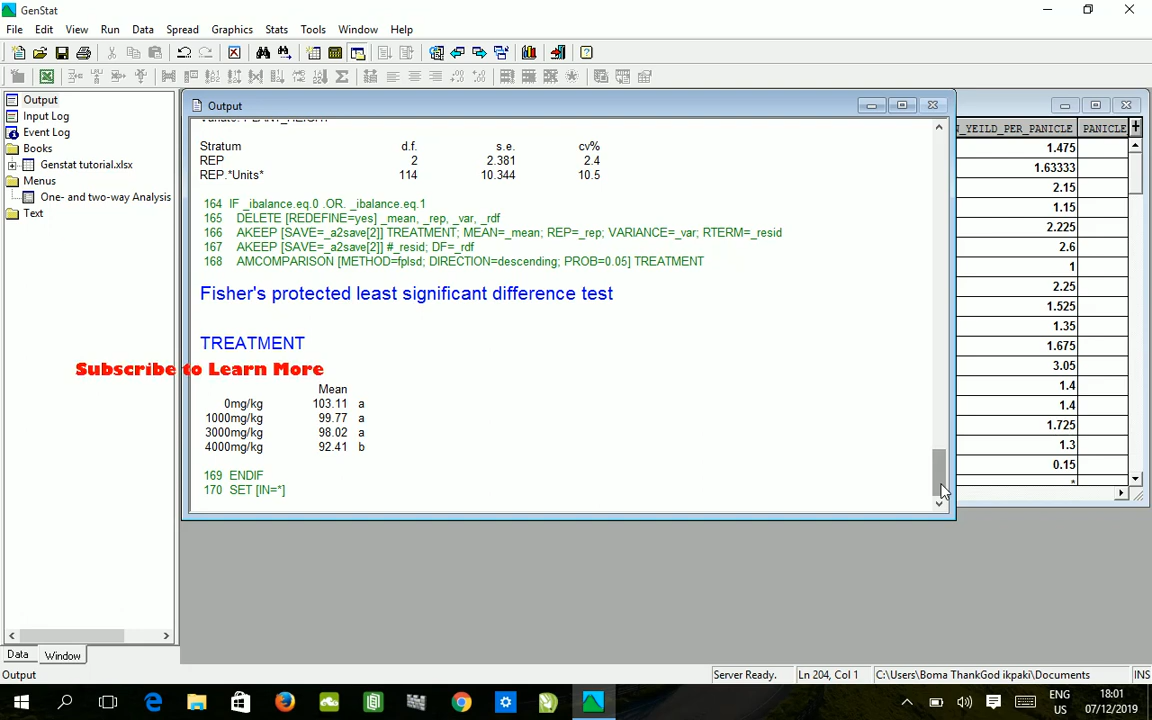 GenStat
File Edit View Run Data Spread Graphics Stats Tools Window Help
Output
Input Log
Event Log
Books
Genstat tutorial.xlsx
Menus
One- and two-way Analysis
Text
Output
Stratum d.f. s.e. cv%
REP 2 2.381 2.4
REP.*Units* 114 10.344 10.5
164 IF _ibalance.eq.0 .OR. _ibalance.eq.1
165 DELETE [REDEFINE=yes] _mean, _rep, _var, _rdf
166 AKEEP [SAVE=_a2save[2]] TREATMENT; MEAN=_mean; REP=_rep; VARIANCE=_var; RTERM=_resid
167 AKEEP [SAVE=_a2save[2]] #_resid; DF=_rdf
168 AMCOMPARISON [METHOD=fplsd; DIRECTION=descending; PROB=0.05] TREATMENT
Fisher's protected least significant difference test
TREATMENT
Subscribe to Learn More
Mean
0mg/kg 103.11 a
1000mg/kg 99.77 a
3000mg/kg 98.02 a
4000mg/kg 92.41 b
169 ENDIF
170 SET [IN=*]
N_YEILD_PER_PANICLE PANICLE
1.475
1.63333
2.15
1.15
2.225
2.6
1
2.25
1.525
1.35
1.675
3.05
1.4
1.4
1.725
1.3
0.15
*
Data Window
Output Server Ready. Ln 204, Col 1 C:\Users\Boma ThankGod ikpaki\Documents INS
ENG
US
18:01
07/12/2019